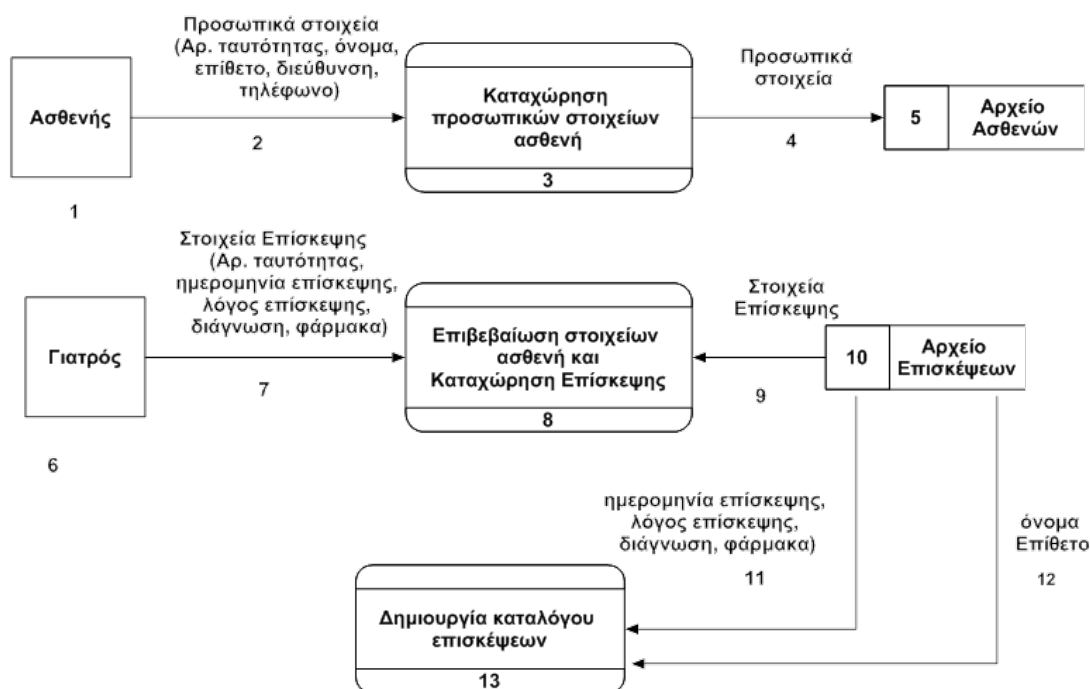 Προσωπικά στοιχεία
(Αρ. ταυτότητας, όνομα,
επίθετο, διεύθυνση,
τηλέφωνο)
Ασθενής
1
2
Καταχώρηση
προσωπικών στοιχείων
ασθενή
3
Προσωπικά
στοιχεία
4
5
Αρχείο
Ασθενών
Στοιχεία Επίσκεψης
(Αρ. ταυτότητας,
ημερομηνία επίσκεψης,
λόγος επίσκεψης,
διάγνωση, φάρμακα)
Γιατρός
6
7
Επιβεβαίωση στοιχείων
ασθενή και
Καταχώρηση Επίσκεψης
8
Στοιχεία
Επίσκεψης
9
10
Αρχείο
Επισκέψεων
ημερομηνία επίσκεψης,
λόγος επίσκεψης,
διάγνωση, φάρμακα)
11
όνομα
Επίθετο
12
Δημιουργία καταλόγου
επισκέψεων
13